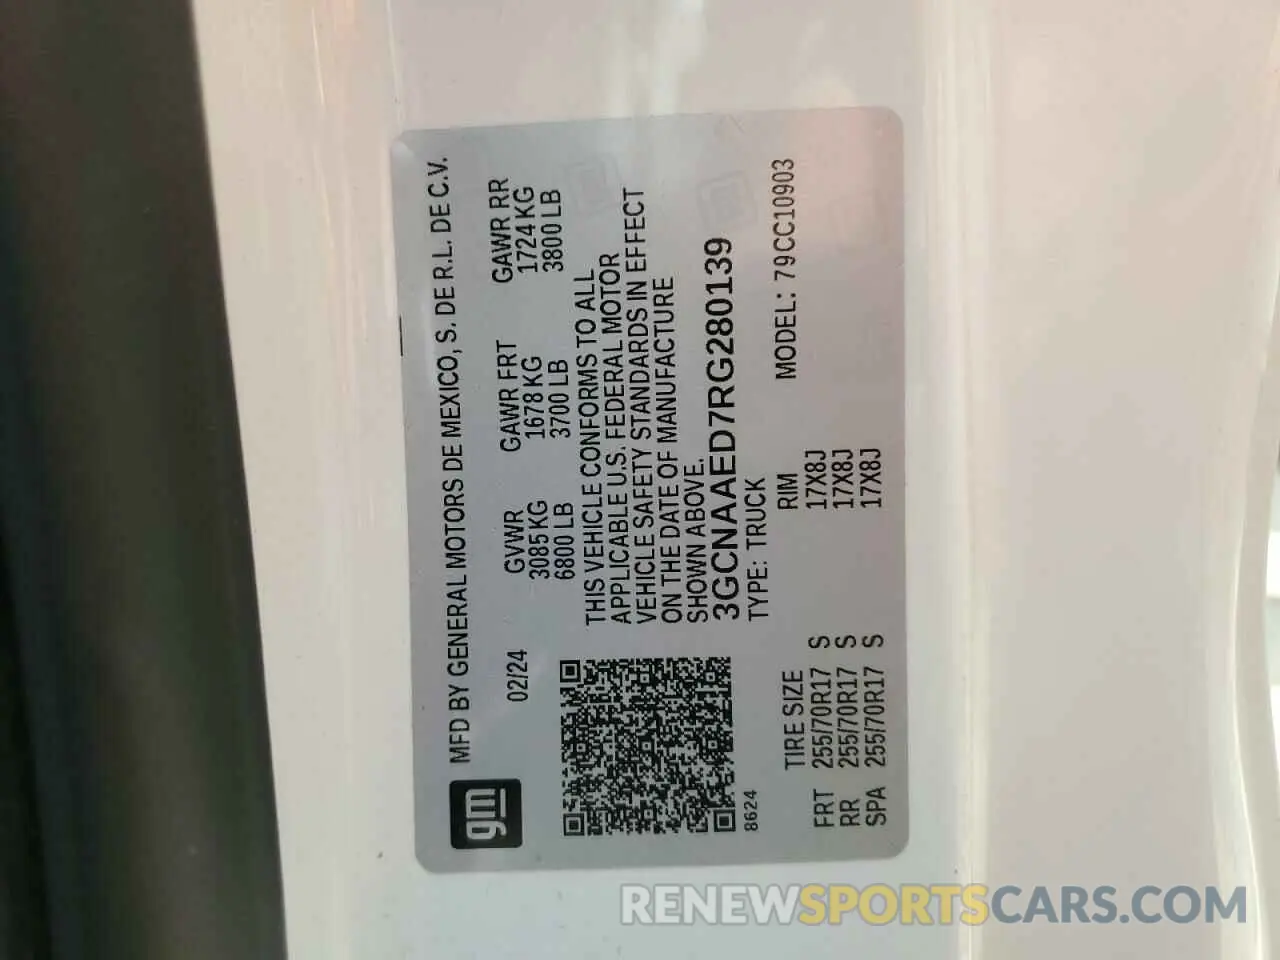 gm MFD BY GENERAL MOTORS DE MEXICO, S. DE R.L. DE C.V.
02/24 GVWR GAWR FRT GAWR RR
3085 KG 1678 KG 1724 KG
6800 LB 3700 LB 3800 LB
THIS VEHICLE CONFORMS TO ALL
APPLICABLE U.S. FEDERAL MOTOR
VEHICLE SAFETY STANDARDS IN EFFECT
ON THE DATE OF MANUFACTURE
SHOWN ABOVE.
3GCNAAED7RG280139
8624 TYPE: TRUCK MODEL: 79CC10903
TIRE SIZE RIM
FRT 255/70R17 S 17X8J
RR 255/70R17 S 17X8J
SPA 255/70R17 S 17X8J
RENEWSPORTSCARS.COM